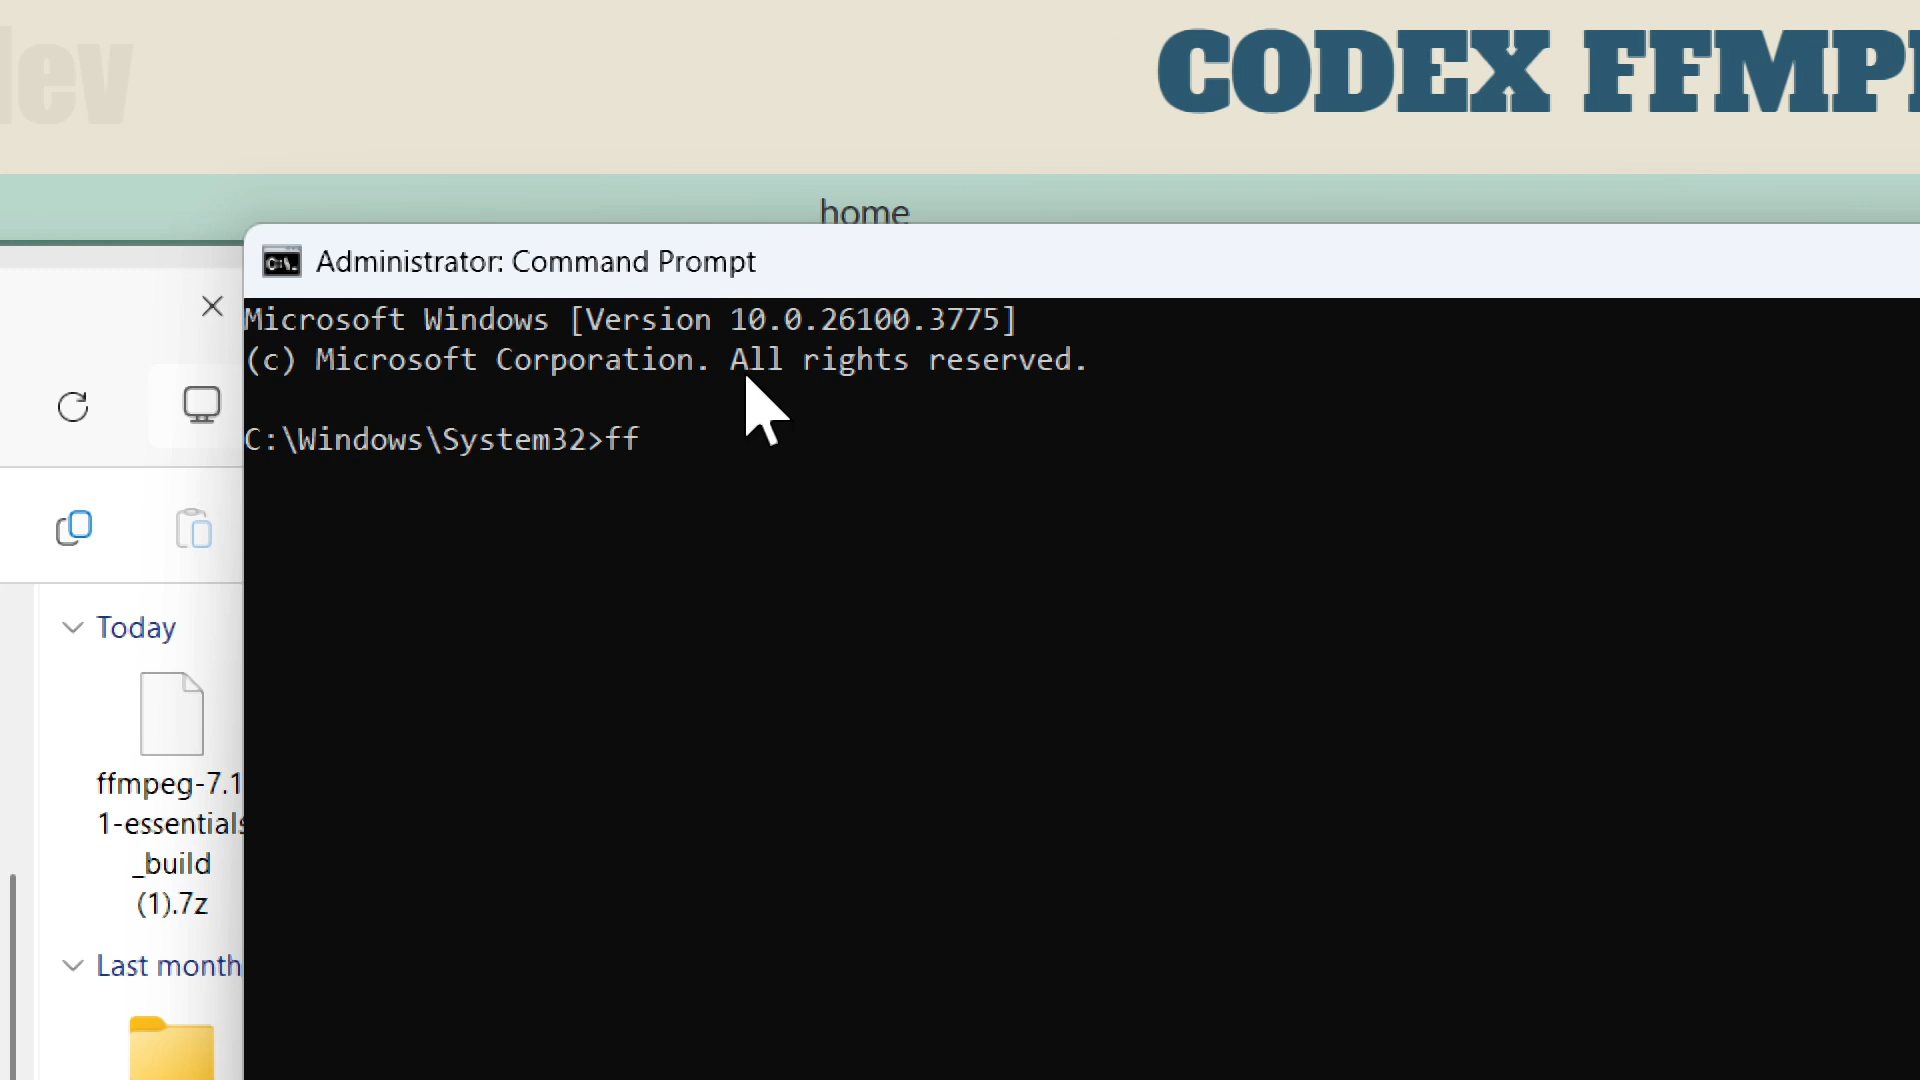 dev
CODEX FFMP
home
Administrator: Command Prompt
Microsoft Windows [Version 10.0.26100.3775]
(c) Microsoft Corporation. All rights reserved.
C:\Windows\System32>ff
Today
ffmpeg-7.1
1-essentials
_build
(1).7z
Last month